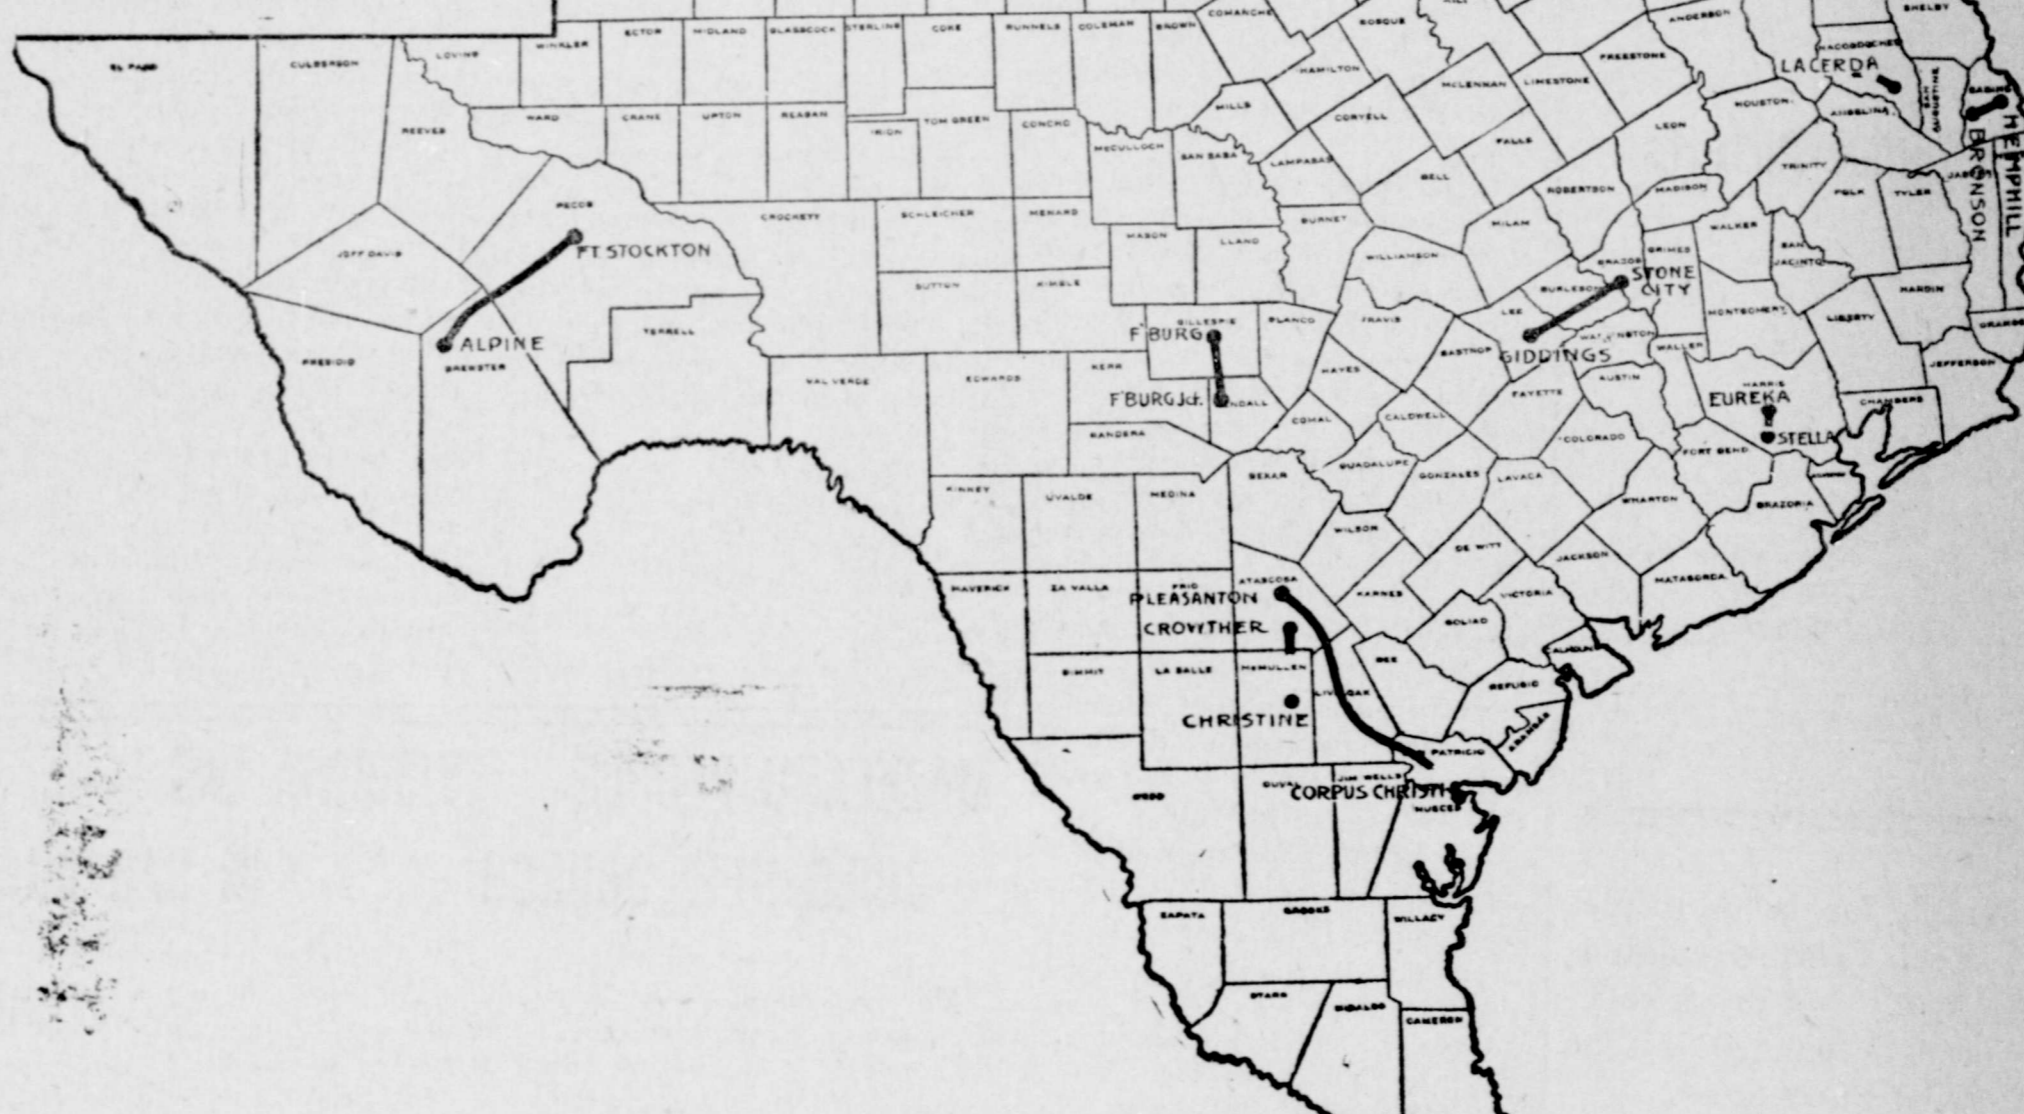 COMANCHE
BOSQUE
ANDERSON
SHELBY
STERLING
COKE
RUNNELS
COLEMAN
BROWN
ECTOR
MIDLAND
GLASSCOCK
WINKLER
LOVING
EL PASO
CULBERSON
HAMILTON
FREESTONE
NACOGDOCHES
LACERDA
MCLENNAN
LIMESTONE
SABINE
SAN AUGUSTINE
MILLS
HOUSTON
ANGELINA
REEVES
WARD
CRANE
UPTON
REAGAN
IRION
TOM GREEN
CONCHO
CORYELL
LEON
HEMPHILL
BRONSON
MCCULLOCH
SAN BABA
LAMPASAS
FALLS
TRINITY
JASPER
BELL
ROBERTSON
MADISON
POLK
TYLER
PECOS
CROCKETT
SCHLEICHER
MENARD
BURNET
MILAM
WALKER
MASON
LLANO
GRIMES
SAN
JACINTO
JEFF DAVIS
FT. STOCKTON
WILLIAMSON
BRAZOS
STONE
CITY
SUTTON
KIMBLE
BURLESON
HARDIN
GILLESPIE
BLANCO
TRAVIS
LEE
MONTGOMERY
LIBERTY
ORANGE
TERRELL
F'BURG
ALPINE
BREWSTER
PRESIDIO
BASTROP
GIDDINGS
WALLER
JEFFERSON
KERR
HAYES
VAL VERDE
EDWARDS
AUSTIN
HARRIS
EUREKA
F'BURG Jct.
FAYETTE
CHAMBERS
COMAL
CALDWELL
COLORADO
STELLA
BANDERA
FORT BEND
BEXAR
GUADALUPE
GONZALES
LAVACA
KINNEY
UVALDE
MEDINA
WHARTON
BRAZORIA
WILSON
DE WITT
JACKSON
MATAGORDA
MAVERICK
ZA VALLA
FRIO
ATASCOSA
PLEASANTON
KARNES
VICTORIA
CROWTHER
GOLIAD
CALHOUN
DIMMIT
LA SALLE
McMULLEN
BEE
LIVE OAK
REFUGIO
CHRISTINE
ARANSAS
PATRICIO
JIM WELLS
DUVAL
CORPUS CHRISTI
NUECES
ZAPATA
BROOKS
WILLACY
STARR
HIDALGO
CAMERON